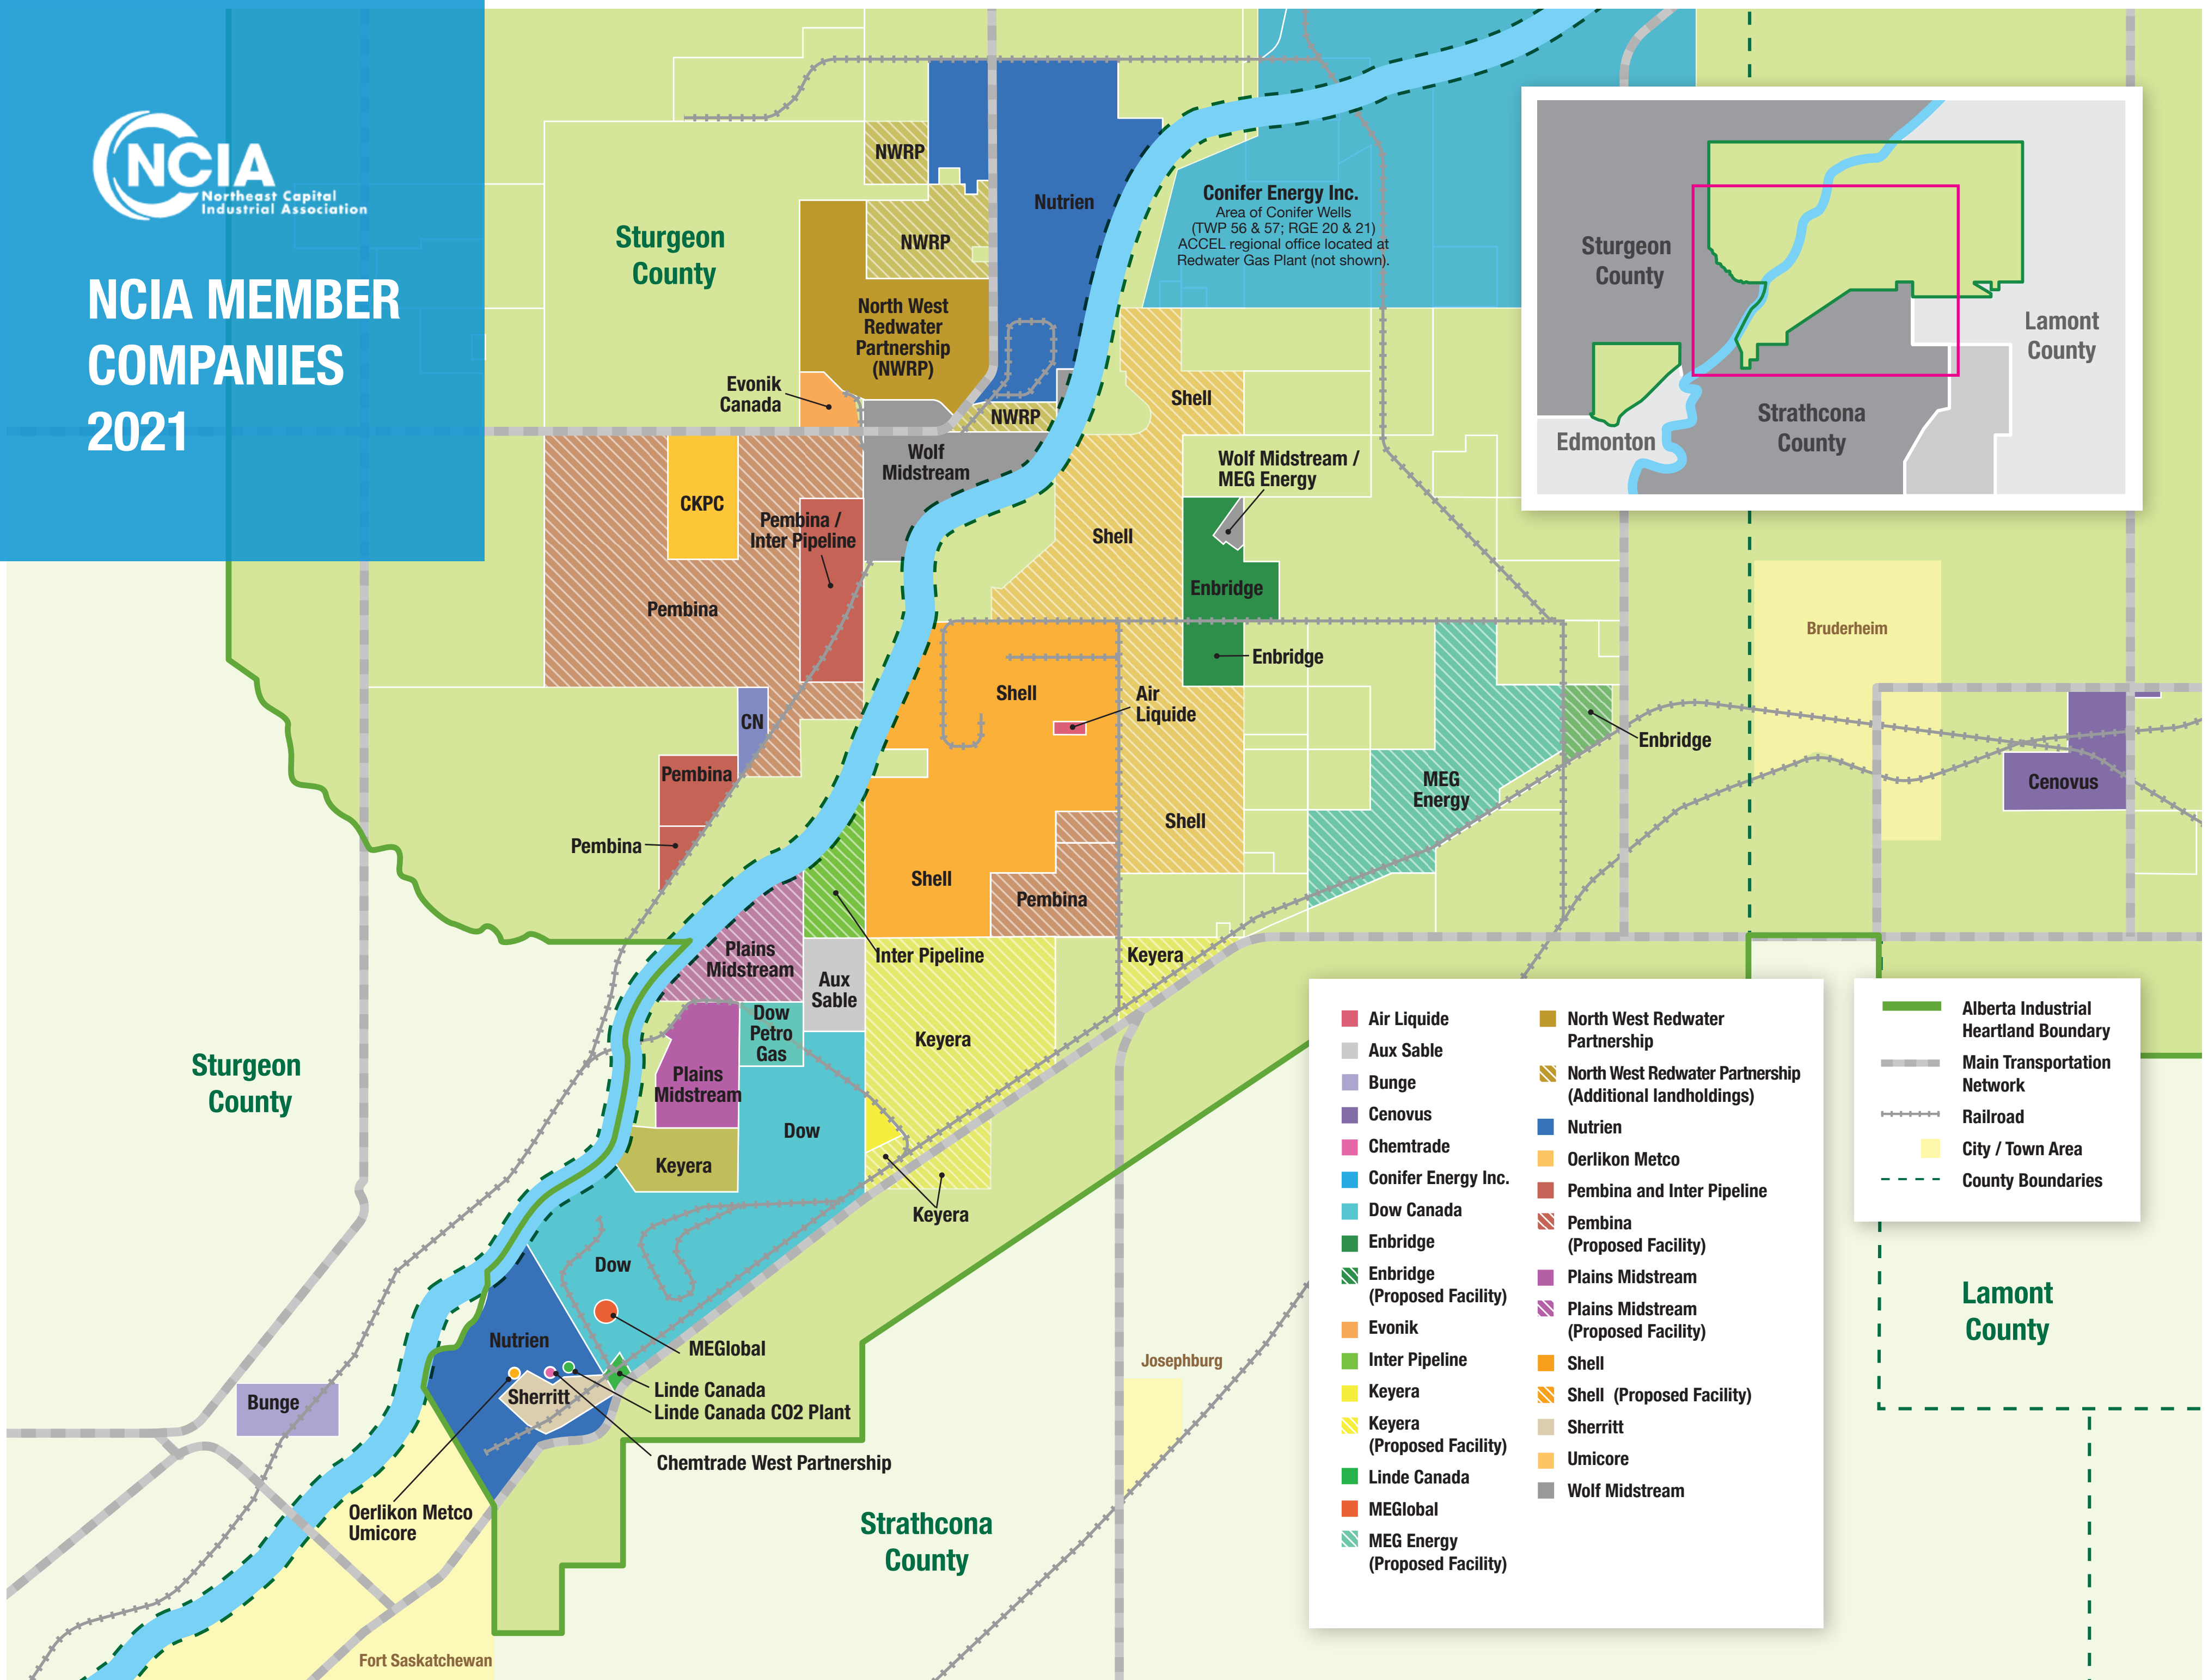 NCIA
Northeast Capital
Industrial Association
NCIA MEMBER
COMPANIES
2021
Sturgeon
County
NWRP
NWRP
Nutrien
North West
Redwater
Partnership
(NWRP)
Evonik
Canada
NWRP
Wolf
Midstream
Conifer Energy Inc.
Area of Conifer Wells
(TWP 56 & 57; RGE 20 & 21)
ACCEL regional office located at
Redwater Gas Plant (not shown).
Sturgeon
County
Edmonton
Strathcona
County
Lamont
County
Shell
Wolf Midstream /
MEG Energy
CKPC
Pembina /
Inter Pipeline
Shell
Enbridge
Pembina
Enbridge
Bruderheim
Shell
Air
Liquide
CN
Enbridge
Pembina
MEG
Energy
Cenovus
Shell
Pembina
Shell
Pembina
Plains
Midstream
Inter Pipeline
Keyera
Aux
Sable
Dow
Petro
Gas
Keyera
Sturgeon
County
Plains
Midstream
Dow
Keyera
Keyera
Dow
Nutrien
MEGlobal
Linde Canada
Linde Canada CO2 Plant
Sherritt
Bunge
Chemtrade West Partnership
Oerlikon Metco
Umicore
Josephburg
Strathcona
County
Fort Saskatchewan
Lamont
County
Air Liquide
Aux Sable
Bunge
Cenovus
Chemtrade
Conifer Energy Inc.
Dow Canada
Enbridge
Enbridge
(Proposed Facility)
Evonik
Inter Pipeline
Keyera
Keyera
(Proposed Facility)
Linde Canada
MEGlobal
MEG Energy
(Proposed Facility)
North West Redwater
Partnership
North West Redwater Partnership
(Additional landholdings)
Nutrien
Oerlikon Metco
Pembina and Inter Pipeline
Pembina
(Proposed Facility)
Plains Midstream
Plains Midstream
(Proposed Facility)
Shell
Shell (Proposed Facility)
Sherritt
Umicore
Wolf Midstream
Alberta Industrial
Heartland Boundary
Main Transportation
Network
Railroad
City / Town Area
County Boundaries